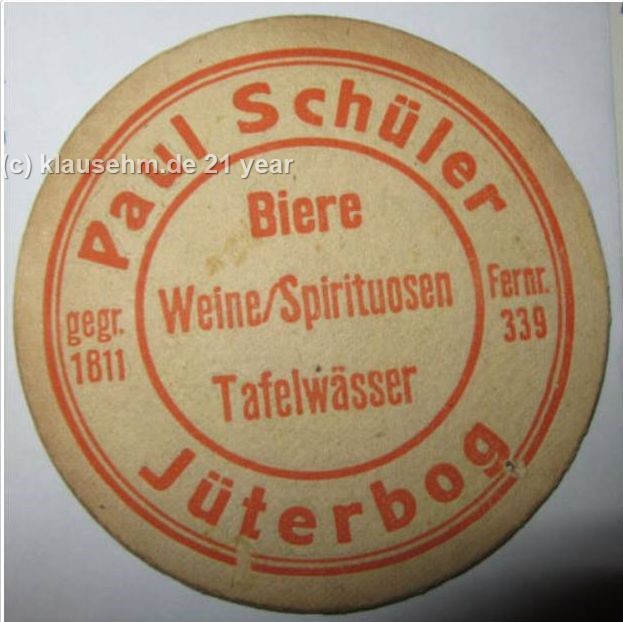 Paul Schüler
(c) klausehm.de 21 year
Biere
Weine/Spirituosen
Tafelwässer
gegr.
1811
Fernr.
339
Jüterbog